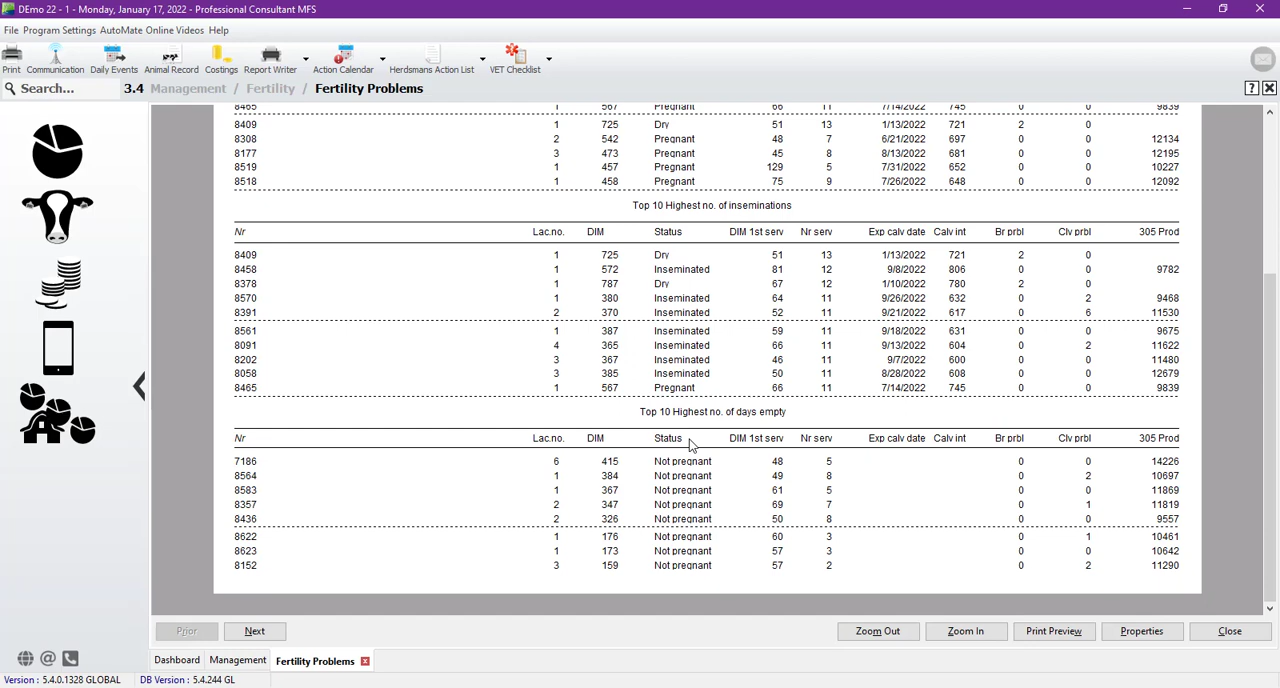 DEmo 22 - 1 - Monday, January 17, 2022 - Professional Consultant MFS
File Program Settings AutoMate Online Videos Help
Print Communication Daily Events Animal Record Costings Report Writer Action Calendar Herdsmans Action List VET Checklist
Search... 3.4 Management / Fertility / Fertility Problems ?
8465 1 567 Pregnant 66 11 7/14/2022 745 0 0 9839
8409 1 725 Dry 51 13 1/13/2022 721 2 0
8308 2 542 Pregnant 48 7 6/21/2022 697 0 0 12134
8177 3 473 Pregnant 45 8 8/13/2022 681 0 0 12195
8519 1 457 Pregnant 129 5 7/31/2022 652 0 0 10227
8518 1 458 Pregnant 75 9 7/26/2022 648 0 0 12092
Top 10 Highest no. of inseminations
Nr Lac.no. DIM Status DIM 1st serv Nr serv Exp calv date Calv int Br prbl Clv prbl 305 Prod
8409 1 725 Dry 51 13 1/13/2022 721 2 0
8458 1 572 Inseminated 81 12 9/8/2022 806 0 0 9782
8378 1 787 Dry 67 12 1/10/2022 780 2 0
8570 1 380 Inseminated 64 11 9/26/2022 632 0 2 9468
8391 2 370 Inseminated 52 11 9/21/2022 617 0 6 11530
8561 1 387 Inseminated 59 11 9/18/2022 631 0 0 9675
8091 4 365 Inseminated 66 11 9/13/2022 604 0 2 11622
8202 3 367 Inseminated 46 11 9/7/2022 600 0 0 11480
8058 3 385 Inseminated 50 11 8/28/2022 608 0 0 12679
8465 1 567 Pregnant 66 11 7/14/2022 745 0 0 9839
Top 10 Highest no. of days empty
Nr Lac.no. DIM Status DIM 1st serv Nr serv Exp calv date Calv int Br prbl Clv prbl 305 Prod
7186 6 415 Not pregnant 48 5 0 0 14226
8564 1 384 Not pregnant 49 8 0 2 10697
8583 1 367 Not pregnant 61 5 0 0 11869
8357 2 347 Not pregnant 69 7 0 1 11819
8436 2 326 Not pregnant 50 8 0 0 9557
8622 1 176 Not pregnant 60 3 0 1 10461
8623 1 173 Not pregnant 57 3 0 0 10642
8152 3 159 Not pregnant 57 2 0 2 11290
Prior Next Zoom Out Zoom In Print Preview Properties Close
Dashboard Management Fertility Problems
Version : 5.4.0.1328 GLOBAL DB Version : 5.4.244 GL